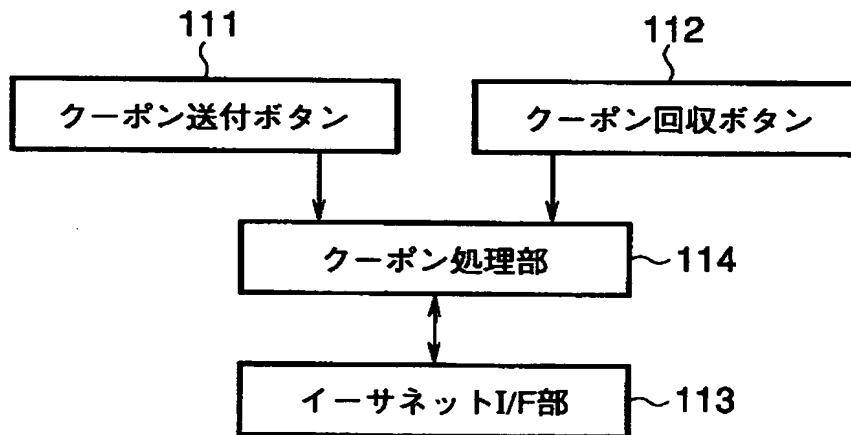 111
112
クーポン送付ボタン
クーポン回収ボタン
クーポン処理部
114
イーサネットI/F部
113